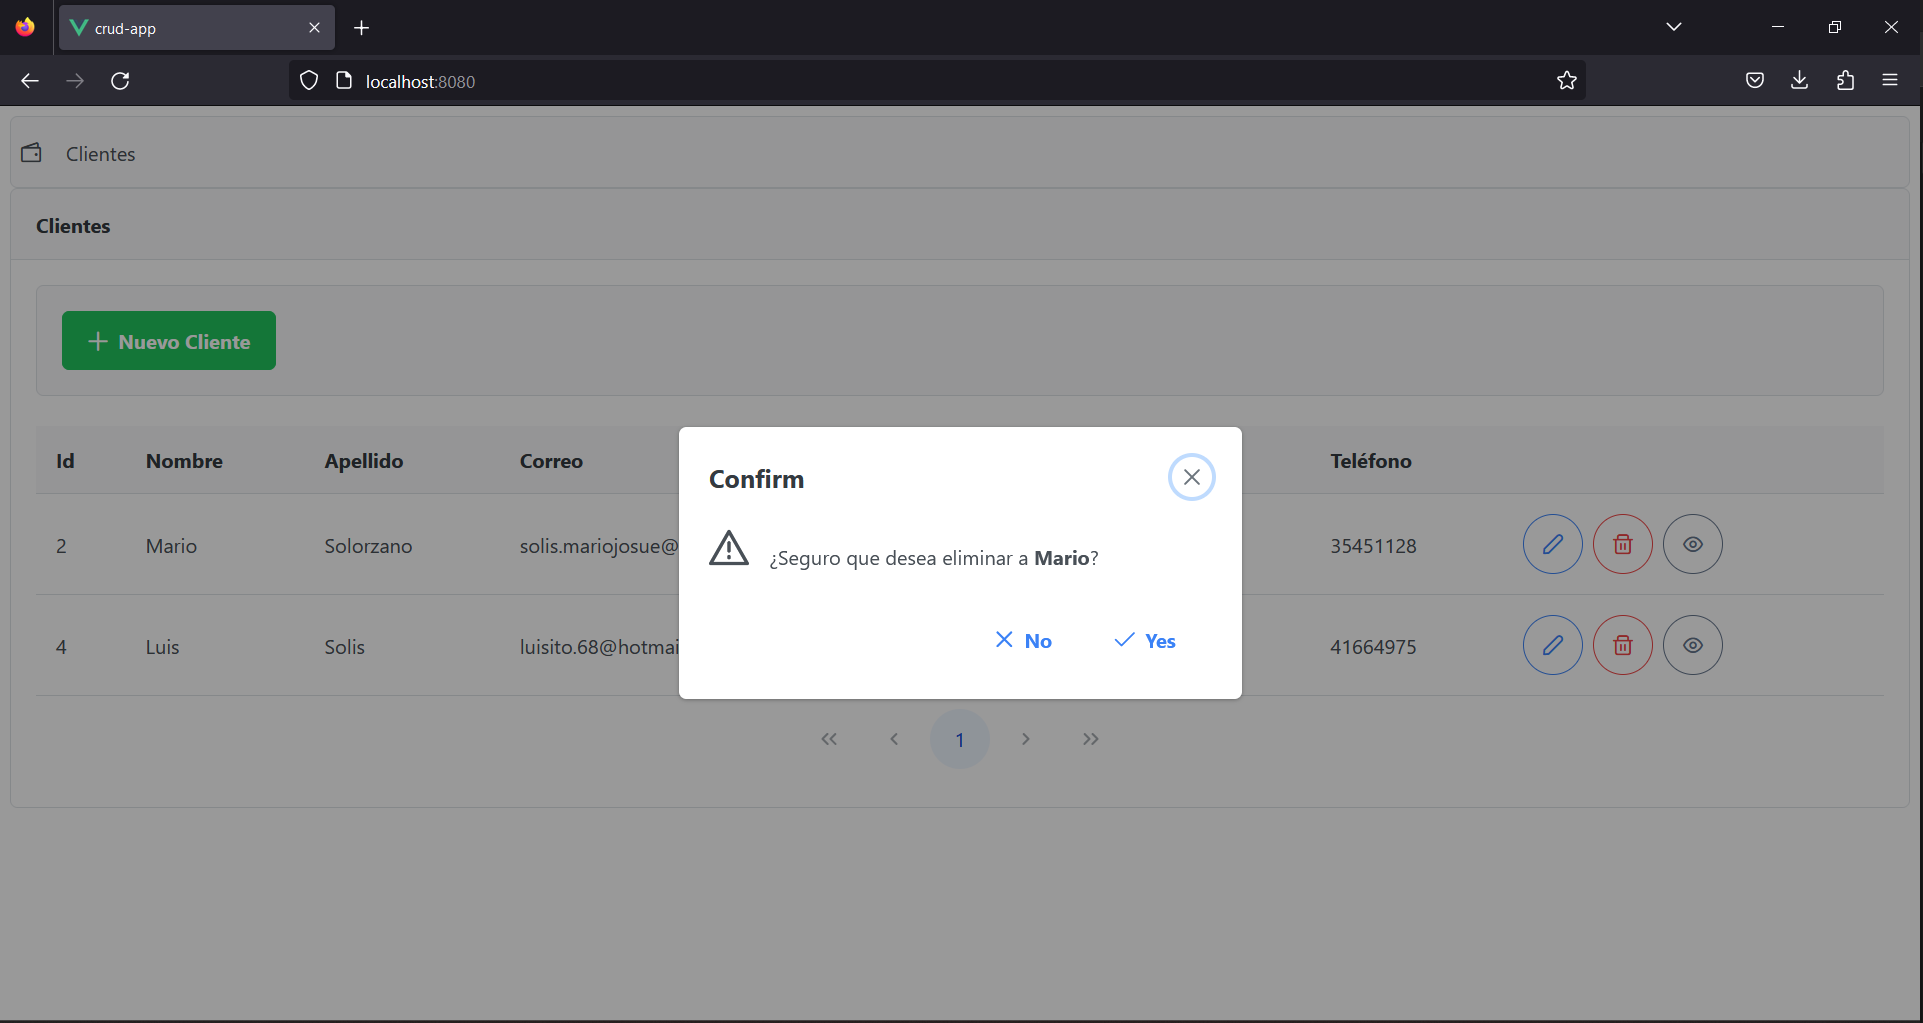 crud-app
localhost:8080
Clientes
Clientes
Nuevo Cliente
Id Nombre Apellido Correo Teléfono
2 Mario Solorzano solis.mariojosue@ 35451128
4 Luis Solis luisito.68@hotmai 41664975
Confirm
¿Seguro que desea eliminar a Mario?
No Yes
1